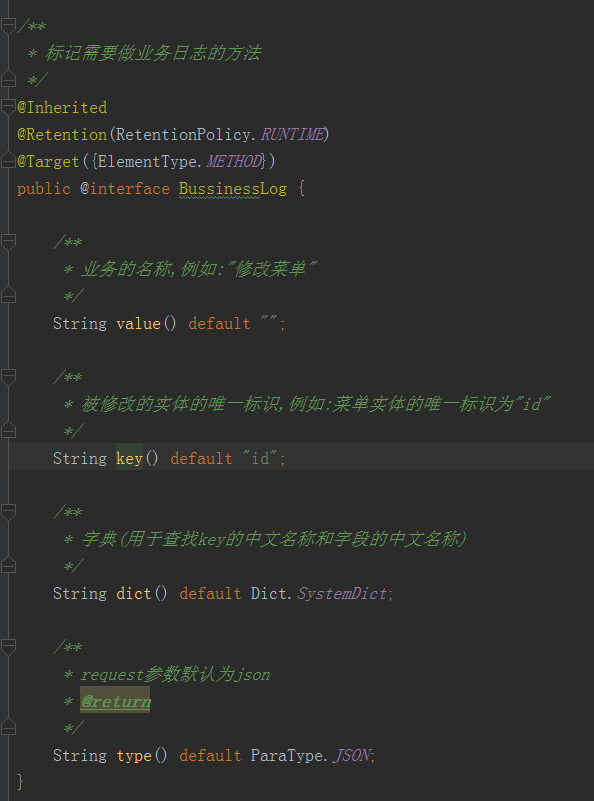 /**
 * 标记需要做业务日志的方法
 */
@Inherited
@Retention(RetentionPolicy.RUNTIME)
@Target({ElementType.METHOD})
public @interface BussinessLog {
    /**
     * 业务的名称,例如:"修改菜单"
     */
    String value() default "";
    /**
     * 被修改的实体的唯一标识,例如:菜单实体的唯一标识为"id"
     */
    String key() default "id";
    /**
     * 字典(用于查找key的中文名称和字段的中文名称)
     */
    String dict() default Dict.SystemDict;
    /**
     * request参数默认为json
     * @return
     */
    String type() default ParaType.JSON;
}